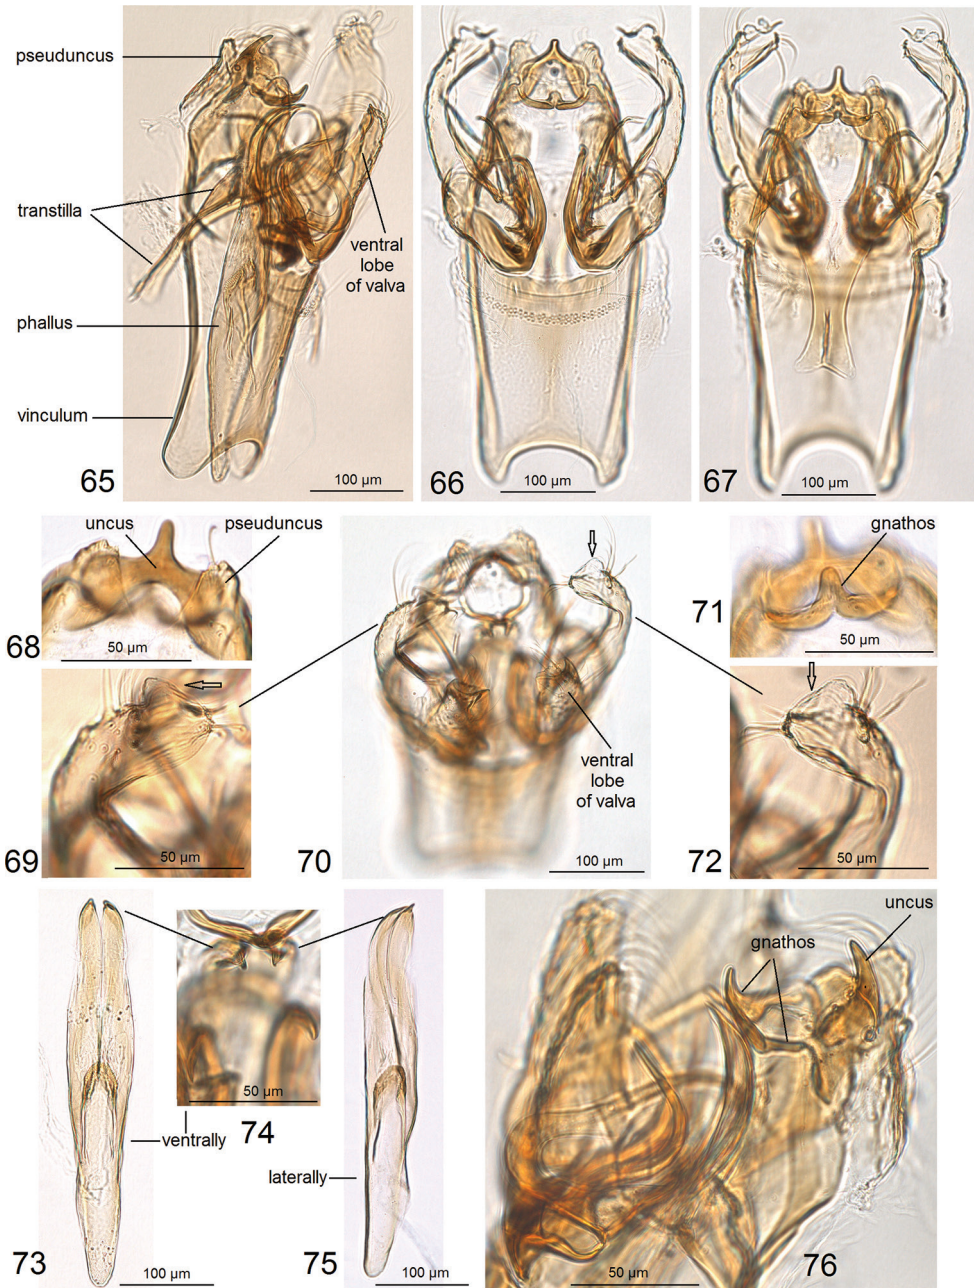 pseuduncus
transtilla
ventral
lobe
of valva
phallus
vinculum
65
100 µm
66
100 µm
67
100 µm
uncus
pseuduncus
68
50 µm
69
50 µm
70
ventral
lobe
of valva
100 µm
gnathos
71
50 µm
72
50 µm
73
ventrally
100 µm
74
50 µm
75
laterally
100 µm
uncus
gnathos
76
50 µm